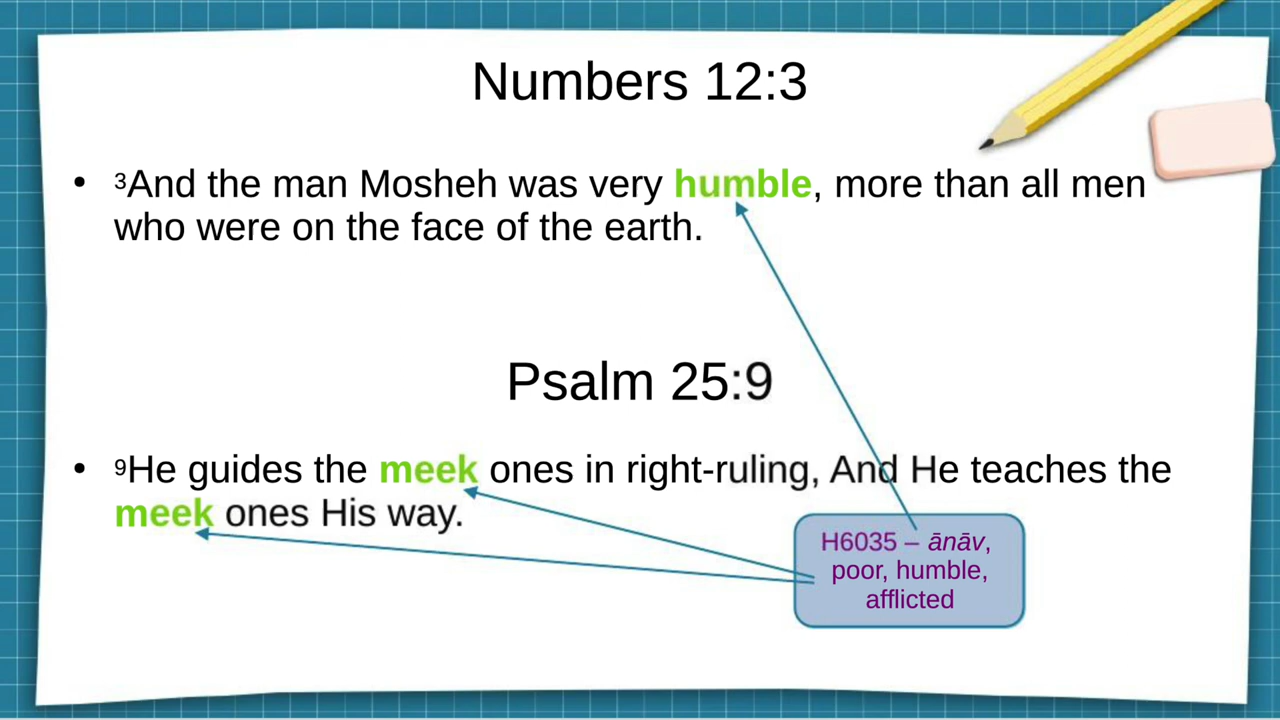 Numbers 12:3
• ³And the man Mosheh was very humble, more than all men
who were on the face of the earth.
Psalm 25:9
• ⁹He guides the meek ones in right-ruling, And He teaches the
meek ones His way.
H6035 – ānāv,
poor, humble,
afflicted